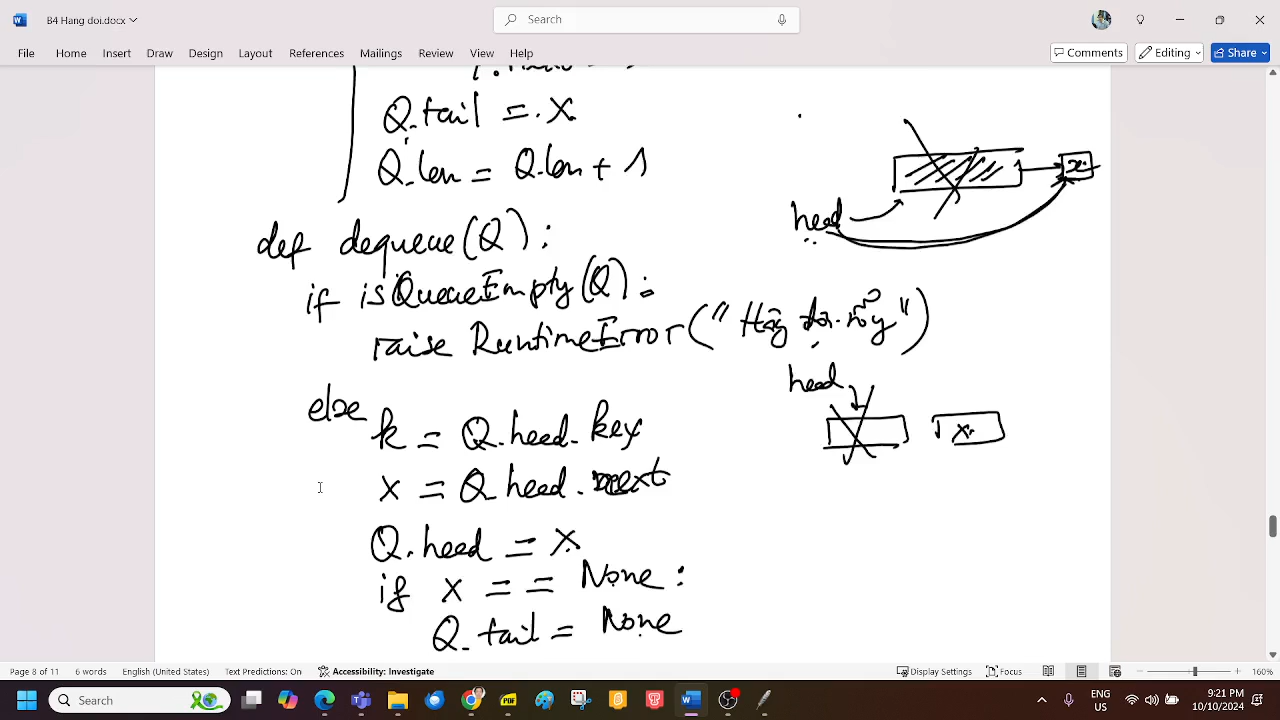 B4 Hang doi.docx
Search
File Home Insert Draw Design Layout References Mailings Review View Help
Comments Editing Share
Q.tail = x
Q.len = Q.len + 1
x
head
def dequeue(Q):
if isQueueEmpty(Q):
raise RuntimeError("Hàng đợi rỗng")
head
else
k = Q.head.key
x
x = Q.head.next
Q.head = x
if x == None:
Q.tail = None
Page 8 of 11 6 words English (United States) Text Predictions: On Accessibility: Investigate Display Settings Focus 160%
Search
ENG US 9:21 PM 10/10/2024